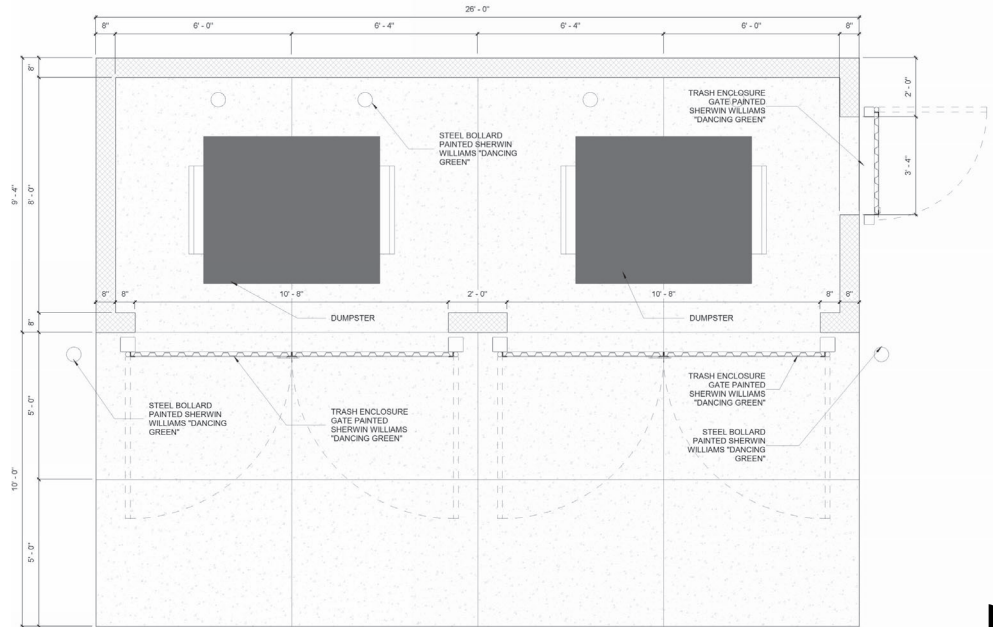 26' - 0"
8"
6' - 0"
6' - 4"
6' - 4"
6' - 0"
8"
8"
2' - 0"
TRASH ENCLOSURE
GATE PAINTED
SHERWIN WILLIAMS
"DANCING GREEN"
STEEL BOLLARD
PAINTED SHERWIN
WILLIAMS "DANCING
GREEN"
9' - 4"
8' - 0"
3' - 4"
8"
8"
10' - 8"
2' - 0"
10' - 8"
8"
8"
8"
DUMPSTER
DUMPSTER
TRASH ENCLOSURE
GATE PAINTED
SHERWIN WILLIAMS
"DANCING GREEN"
STEEL BOLLARD
PAINTED SHERWIN
WILLIAMS "DANCING
GREEN"
TRASH ENCLOSURE
GATE PAINTED
SHERWIN WILLIAMS
"DANCING GREEN"
STEEL BOLLARD
PAINTED SHERWIN
WILLIAMS "DANCING
GREEN"
5' - 0"
10' - 0"
5' - 0"